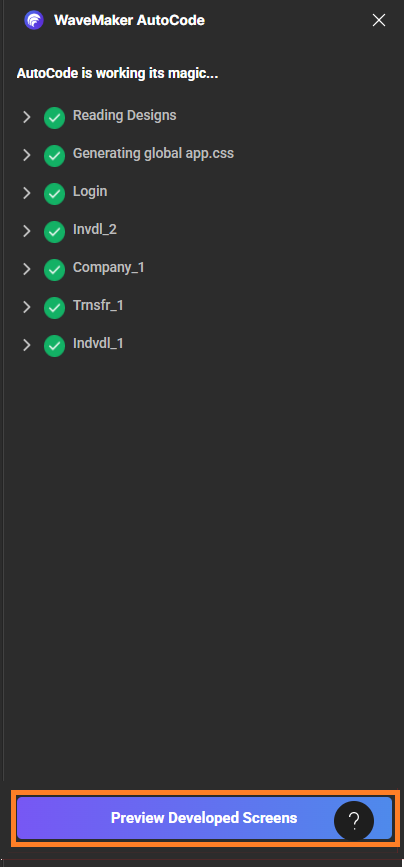 WaveMaker AutoCode
AutoCode is working its magic...
Reading Designs
Generating global app.css
Login
Invdl_2
Company_1
Trnsfr_1
Indvdl_1
Preview Developed Screens
?